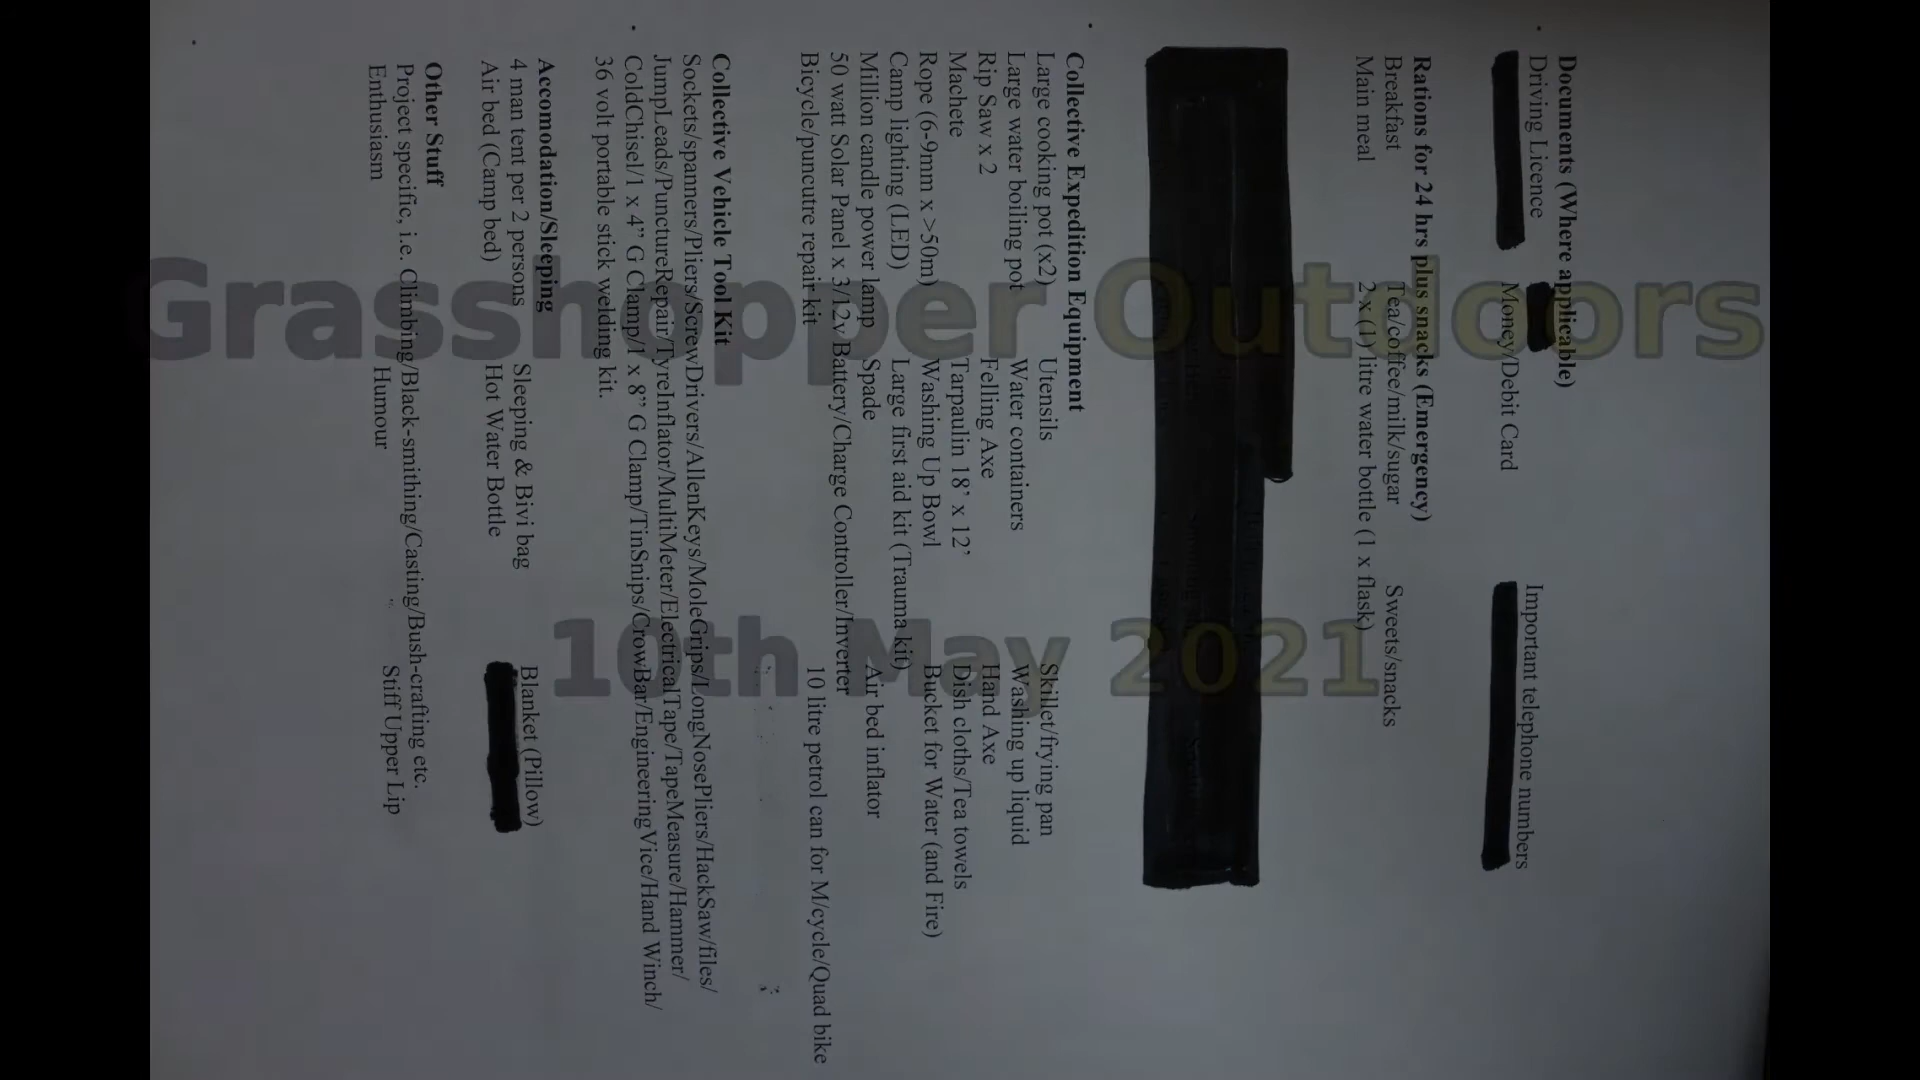 Documents (Where applicable)
Driving Licence Important telephone numbers
Money/Debit Card
Rations for 24 hrs plus snacks (Emergency)
Breakfast Tea/coffee/milk/sugar Sweets/snacks
Main meal 2 x (1) litre water bottle (1 x flask)
Collective Expedition Equipment
Large cooking pot (x2) Utensils Skillet/frying pan
Large water boiling pot Water containers Washing up liquid
Rip Saw x 2 Felling Axe Hand Axe
Machete Tarpaulin 18’ x 12’ Dish cloths/Tea towels
Rope (6-9mm x >50m) Washing Up Bowl Bucket for Water (and Fire)
Camp lighting (LED) Large first aid kit (Trauma kit)
Million candle power lamp Spade Air bed inflator
50 watt Solar Panel x 3/12v Battery/Charge Controller/Inverter
Bicycle/puncutre repair kit 10 litre petrol can for M/cycle/Quad bike
Collective Vehicle Tool Kit
Sockets/spanners/Pliers/ScrewDrivers/AllenKeys/MoleGrips/LongNosePliers/HackSaw/files/
JumpLeads/PunctureRepair/TyreInflator/MultiMeter/ElectricalTape/TapeMeasure/Hammer/
ColdChisel/1 x 4” G Clamp/1 x 8” G Clamp/TinSnips/CrowBar/EngineeringVice/Hand Winch/
36 volt portable stick welding kit.
Accomodation/Sleeping
4 man tent per 2 persons Sleeping & Bivi bag Blanket (Pillow)
Air bed (Camp bed) Hot Water Bottle
Other Stuff
Project specific, i.e. Climbing/Black-smithing/Casting/Bush-crafting etc.
Enthusiasm Humour Stiff Upper Lip
Grasshopper Outdoors
10th May 2021